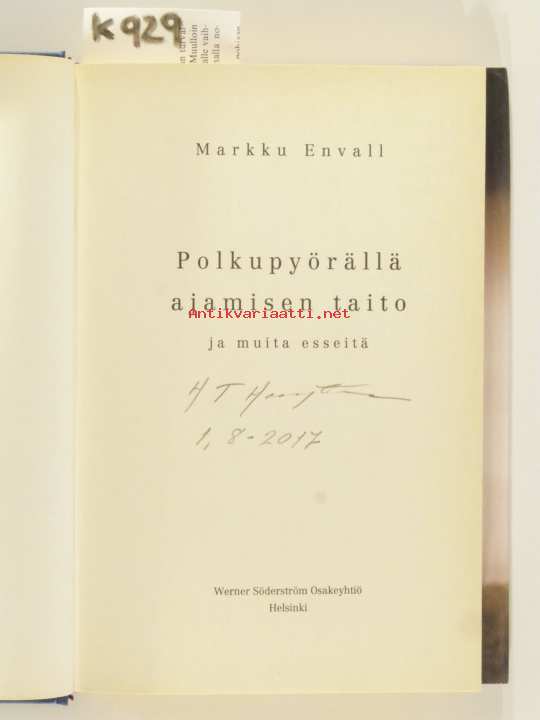 K929
Markku Envall
Polkupyörällä
ajamisen taito
Antikvariaatti.net
ja muita esseitä
H T
1, 8-2017
Werner Söderström Osakeyhtiö
Helsinki